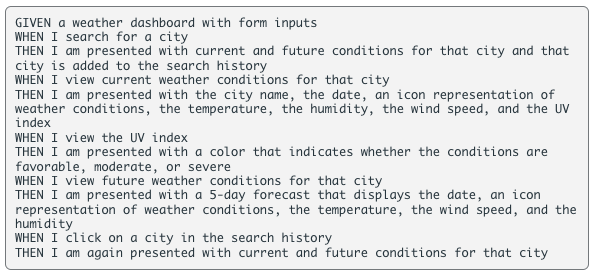 GIVEN a weather dashboard with form inputs
WHEN I search for a city
THEN I am presented with current and future conditions for that city and that
city is added to the search history
WHEN I view current weather conditions for that city
THEN I am presented with the city name, the date, an icon representation of
weather conditions, the temperature, the humidity, the wind speed, and the UV
index
WHEN I view the UV index
THEN I am presented with a color that indicates whether the conditions are
favorable, moderate, or severe
WHEN I view future weather conditions for that city
THEN I am presented with a 5-day forecast that displays the date, an icon
representation of weather conditions, the temperature, the wind speed, and the
humidity
WHEN I click on a city in the search history
THEN I am again presented with current and future conditions for that city